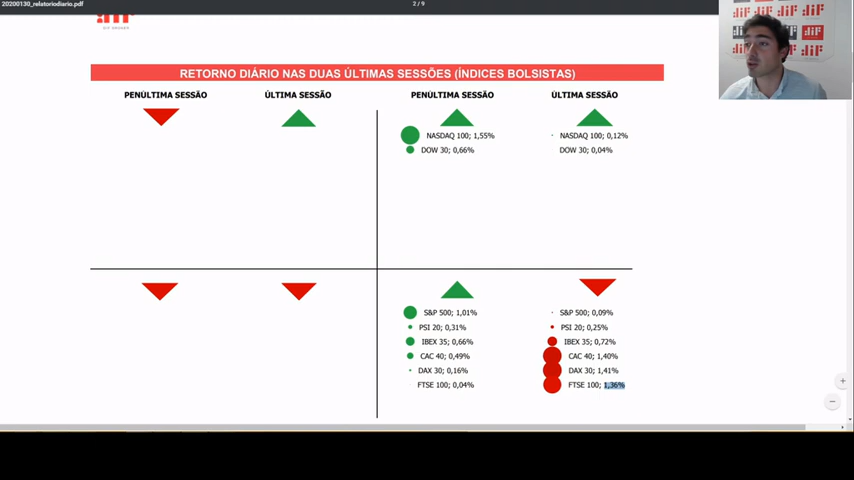 20200130_relatoriodiario.pdf
2 / 9
dif
DIF BROKER
RETORNO DIÁRIO NAS DUAS ÚLTIMAS SESSÕES (ÍNDICES BOLSISTAS)
PENÚLTIMA SESSÃO
ÚLTIMA SESSÃO
PENÚLTIMA SESSÃO
ÚLTIMA SESSÃO
NASDAQ 100; 1,55%
NASDAQ 100; 0,12%
DOW 30; 0,66%
DOW 30; 0,04%
S&P 500; 1,01%
S&P 500; 0,09%
PSI 20; 0,31%
PSI 20; 0,25%
IBEX 35; 0,66%
IBEX 35; 0,72%
CAC 40; 0,49%
CAC 40; 1,40%
DAX 30; 0,16%
DAX 30; 1,41%
FTSE 100; 0,04%
FTSE 100; 1,36%